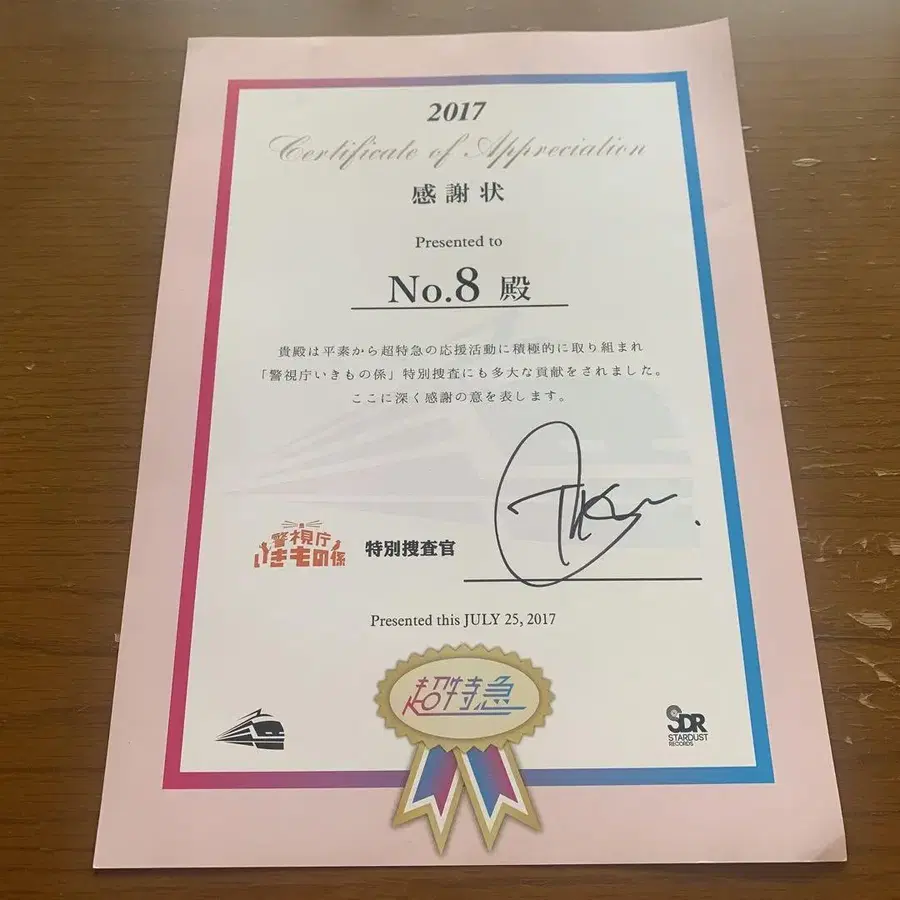 2017
Certificate of Appreciation
感謝状
Presented to
No.8 殿
貴殿は平素から超特急の応援活動に積極的に取り組まれ
「警視庁いきもの係」特別捜査にも多大な貢献をされました。
ここに深く感謝の意を表します。
警視庁
いきもの係
特別捜査官
Presented this JULY 25, 2017
超特急
SDR
STARDUST
RECORDS